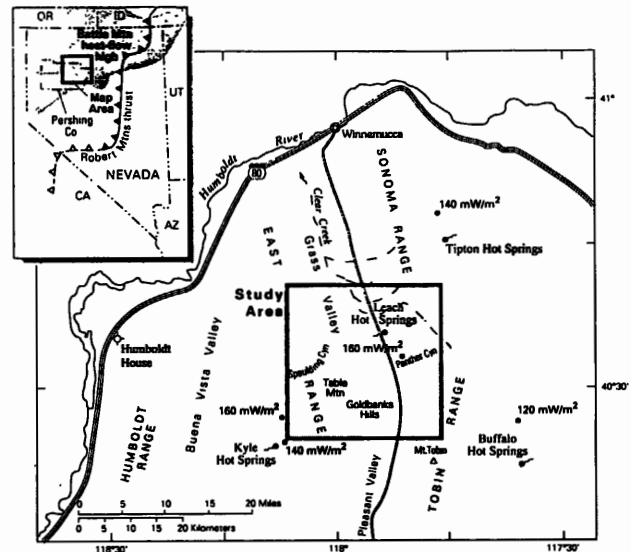 OR
ID
Battle Mtn
heat-flow
high
UT
Map
Area
Pershing
Co
Robert Mtns thrust
NEVADA
CA
AZ
41°
Winnemucca
Humboldt River
80
SONOMA RANGE
140 mW/m²
Tipton Hot Springs
Clear Creek
EAST RANGE
Grass Valley
Study
Area
Leach
Hot Springs
160 mW/m²
Panther Cyn
Humboldt
House
Buena Vista Valley
Spaulding Cyn
Table
Mtn
Goldbanks
Hills
40°30'
160 mW/m²
120 mW/m²
HUMBOLDT
RANGE
Kyle
Hot Springs
140 mW/m²
Mt. Tobin
TOBIN RANGE
Buffalo
Hot Springs
Pleasant Valley
0 5 10 15 20 Miles
0 5 10 15 20 Kilometers
118°30'
118°
117°30'